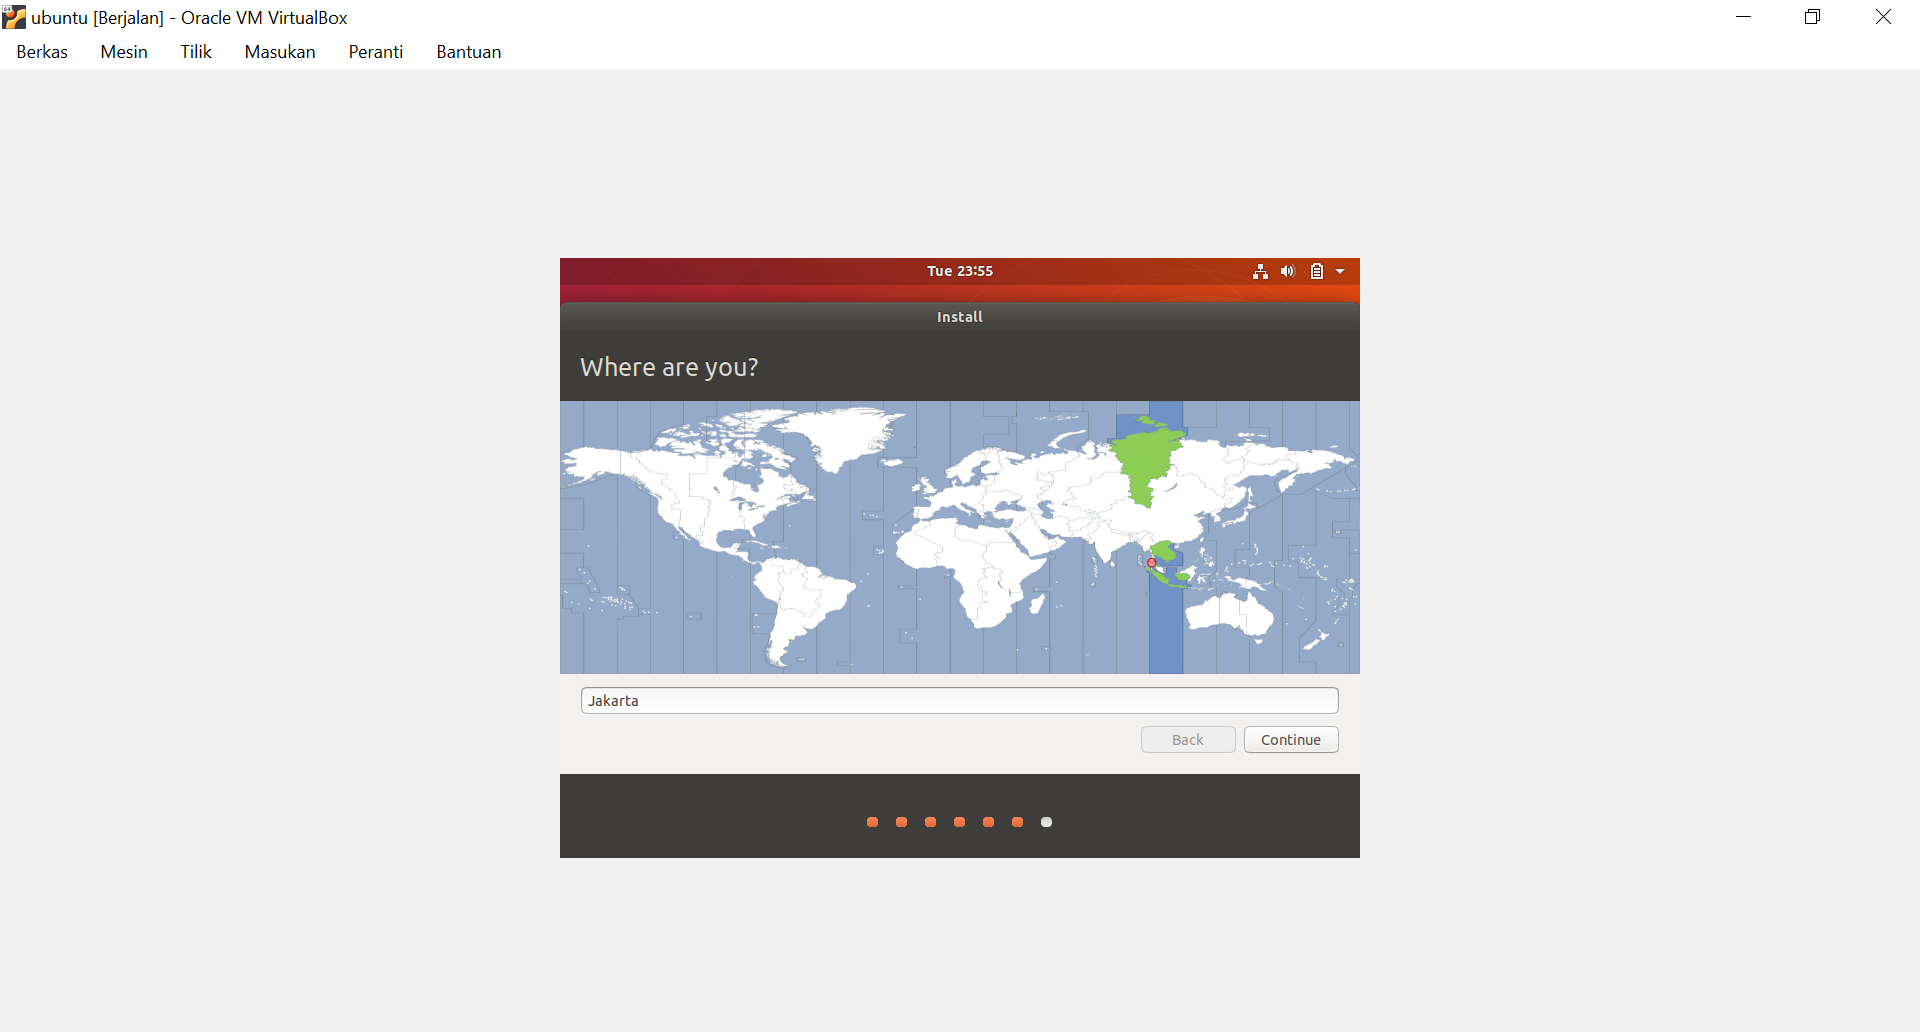 ubuntu [Berjalan] - Oracle VM VirtualBox
Berkas Mesin Tilik Masukan Peranti Bantuan
Tue 23:55
Install
Where are you?
Jakarta
Back Continue